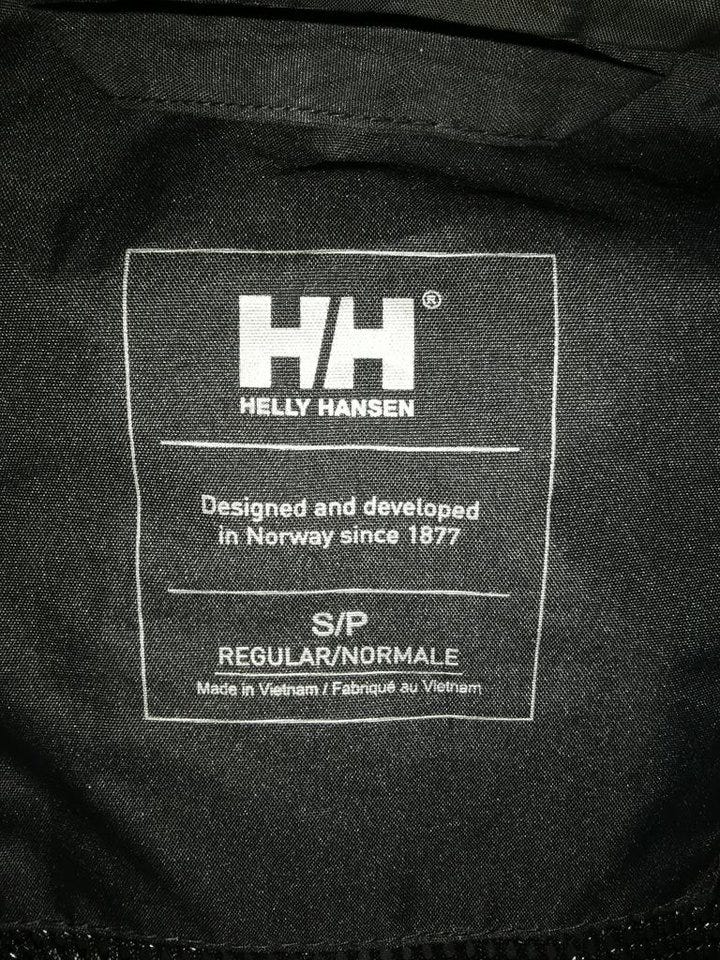 HH®
HELLY HANSEN
Designed and developed
in Norway since 1877
S/P
REGULAR/NORMALE
Made in Vietnam / Fabriqué au Vietnam